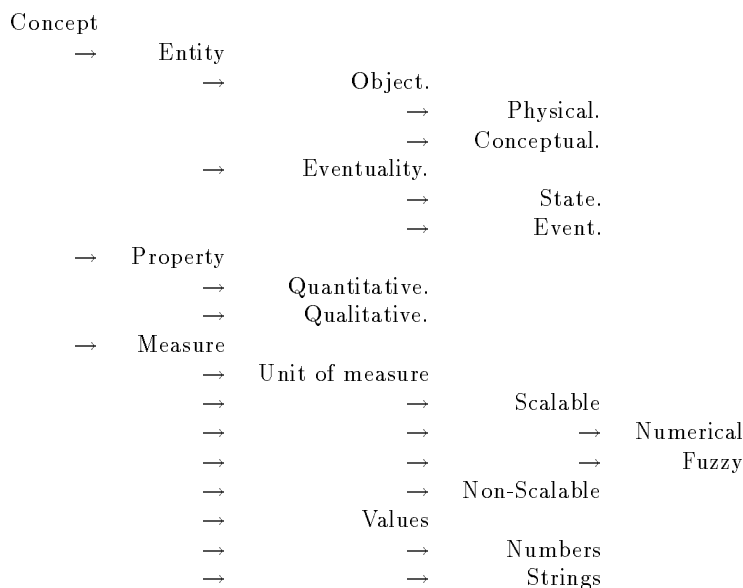 Concept
→ Entity
→ Object.
→ Physical.
→ Conceptual.
→ Eventuality.
→ State.
→ Event.
→ Property
→ Quantitative.
→ Qualitative.
→ Measure
→ Unit of measure
→ → Scalable
→ → → Numerical
→ → → Fuzzy
→ → Non-Scalable
→ Values
→ → Numbers
→ → Strings